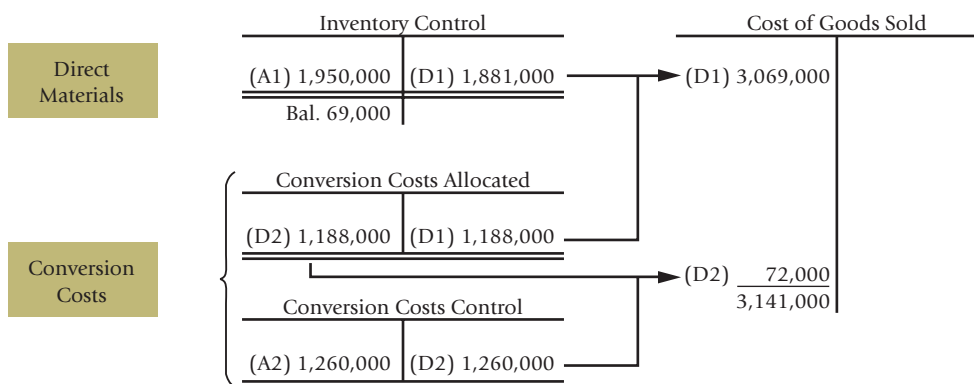 Inventory Control
Cost of Goods Sold
Direct
Materials
(A1) 1,950,000 (D1) 1,881,000
(D1) 3,069,000
Bal. 69,000
Conversion Costs Allocated
(D2) 1,188,000 (D1) 1,188,000
Conversion
Costs
(D2) 72,000
3,141,000
Conversion Costs Control
(A2) 1,260,000 (D2) 1,260,000